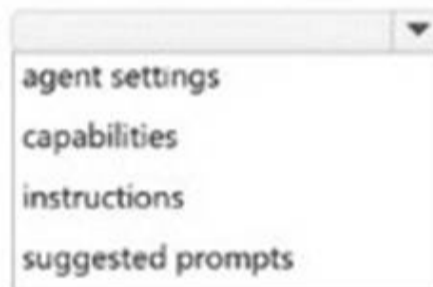 agent settings
capabilities
instructions
suggested prompts